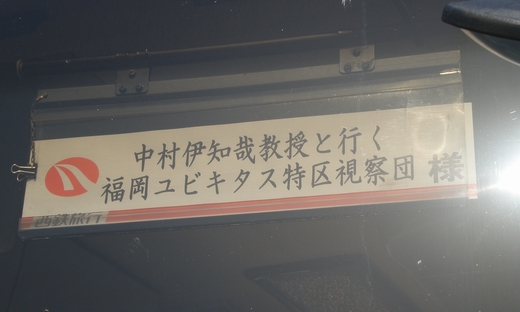 中村伊知哉教授と行く
福岡ユビキタス特区視察団 様
西鉄旅行